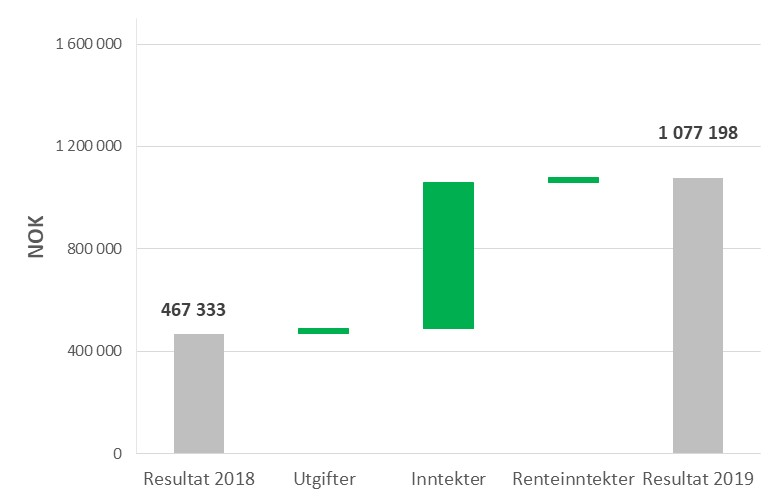 1 600 000
1 200 000
1 077 198
NOK
800 000
467 333
400 000
0
Resultat 2018
Utgifter
Inntekter
Renteinntekter
Resultat 2019